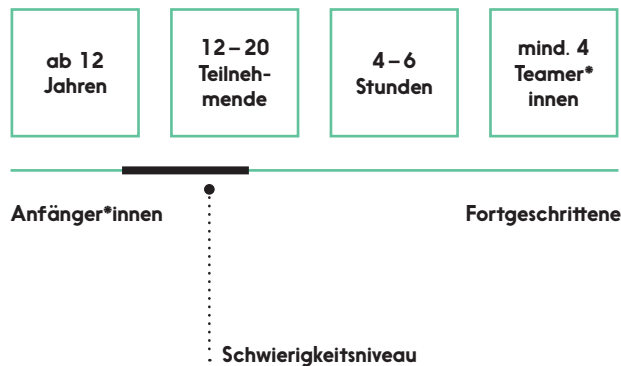 ab 12
Jahren
12 – 20
Teilneh-
mende
4 – 6
Stunden
mind. 4
Teamer*
innen
Anfänger*innen
Fortgeschrittene
Schwierigkeitsniveau